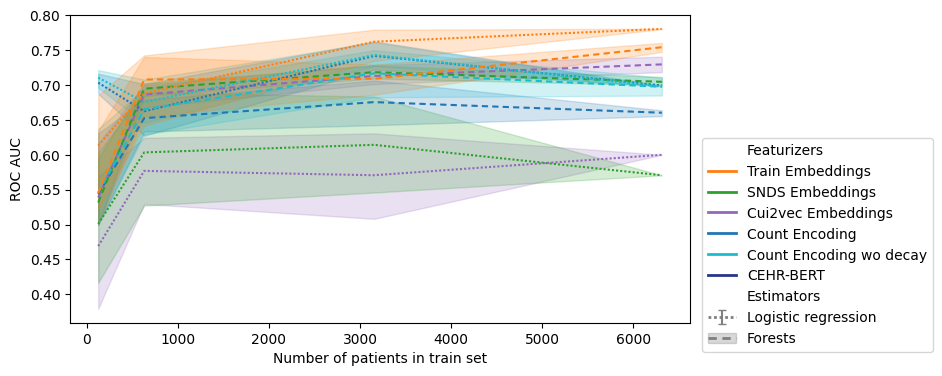 0.80
0.75
0.70
0.65
0.60
0.55
0.50
0.45
0.40
ROC AUC
0
1000
2000
3000
4000
5000
6000
Number of patients in train set
Featurizers
Train Embeddings
SNDS Embeddings
Cui2vec Embeddings
Count Encoding
Count Encoding wo decay
CEHR-BERT
Estimators
Logistic regression
Forests